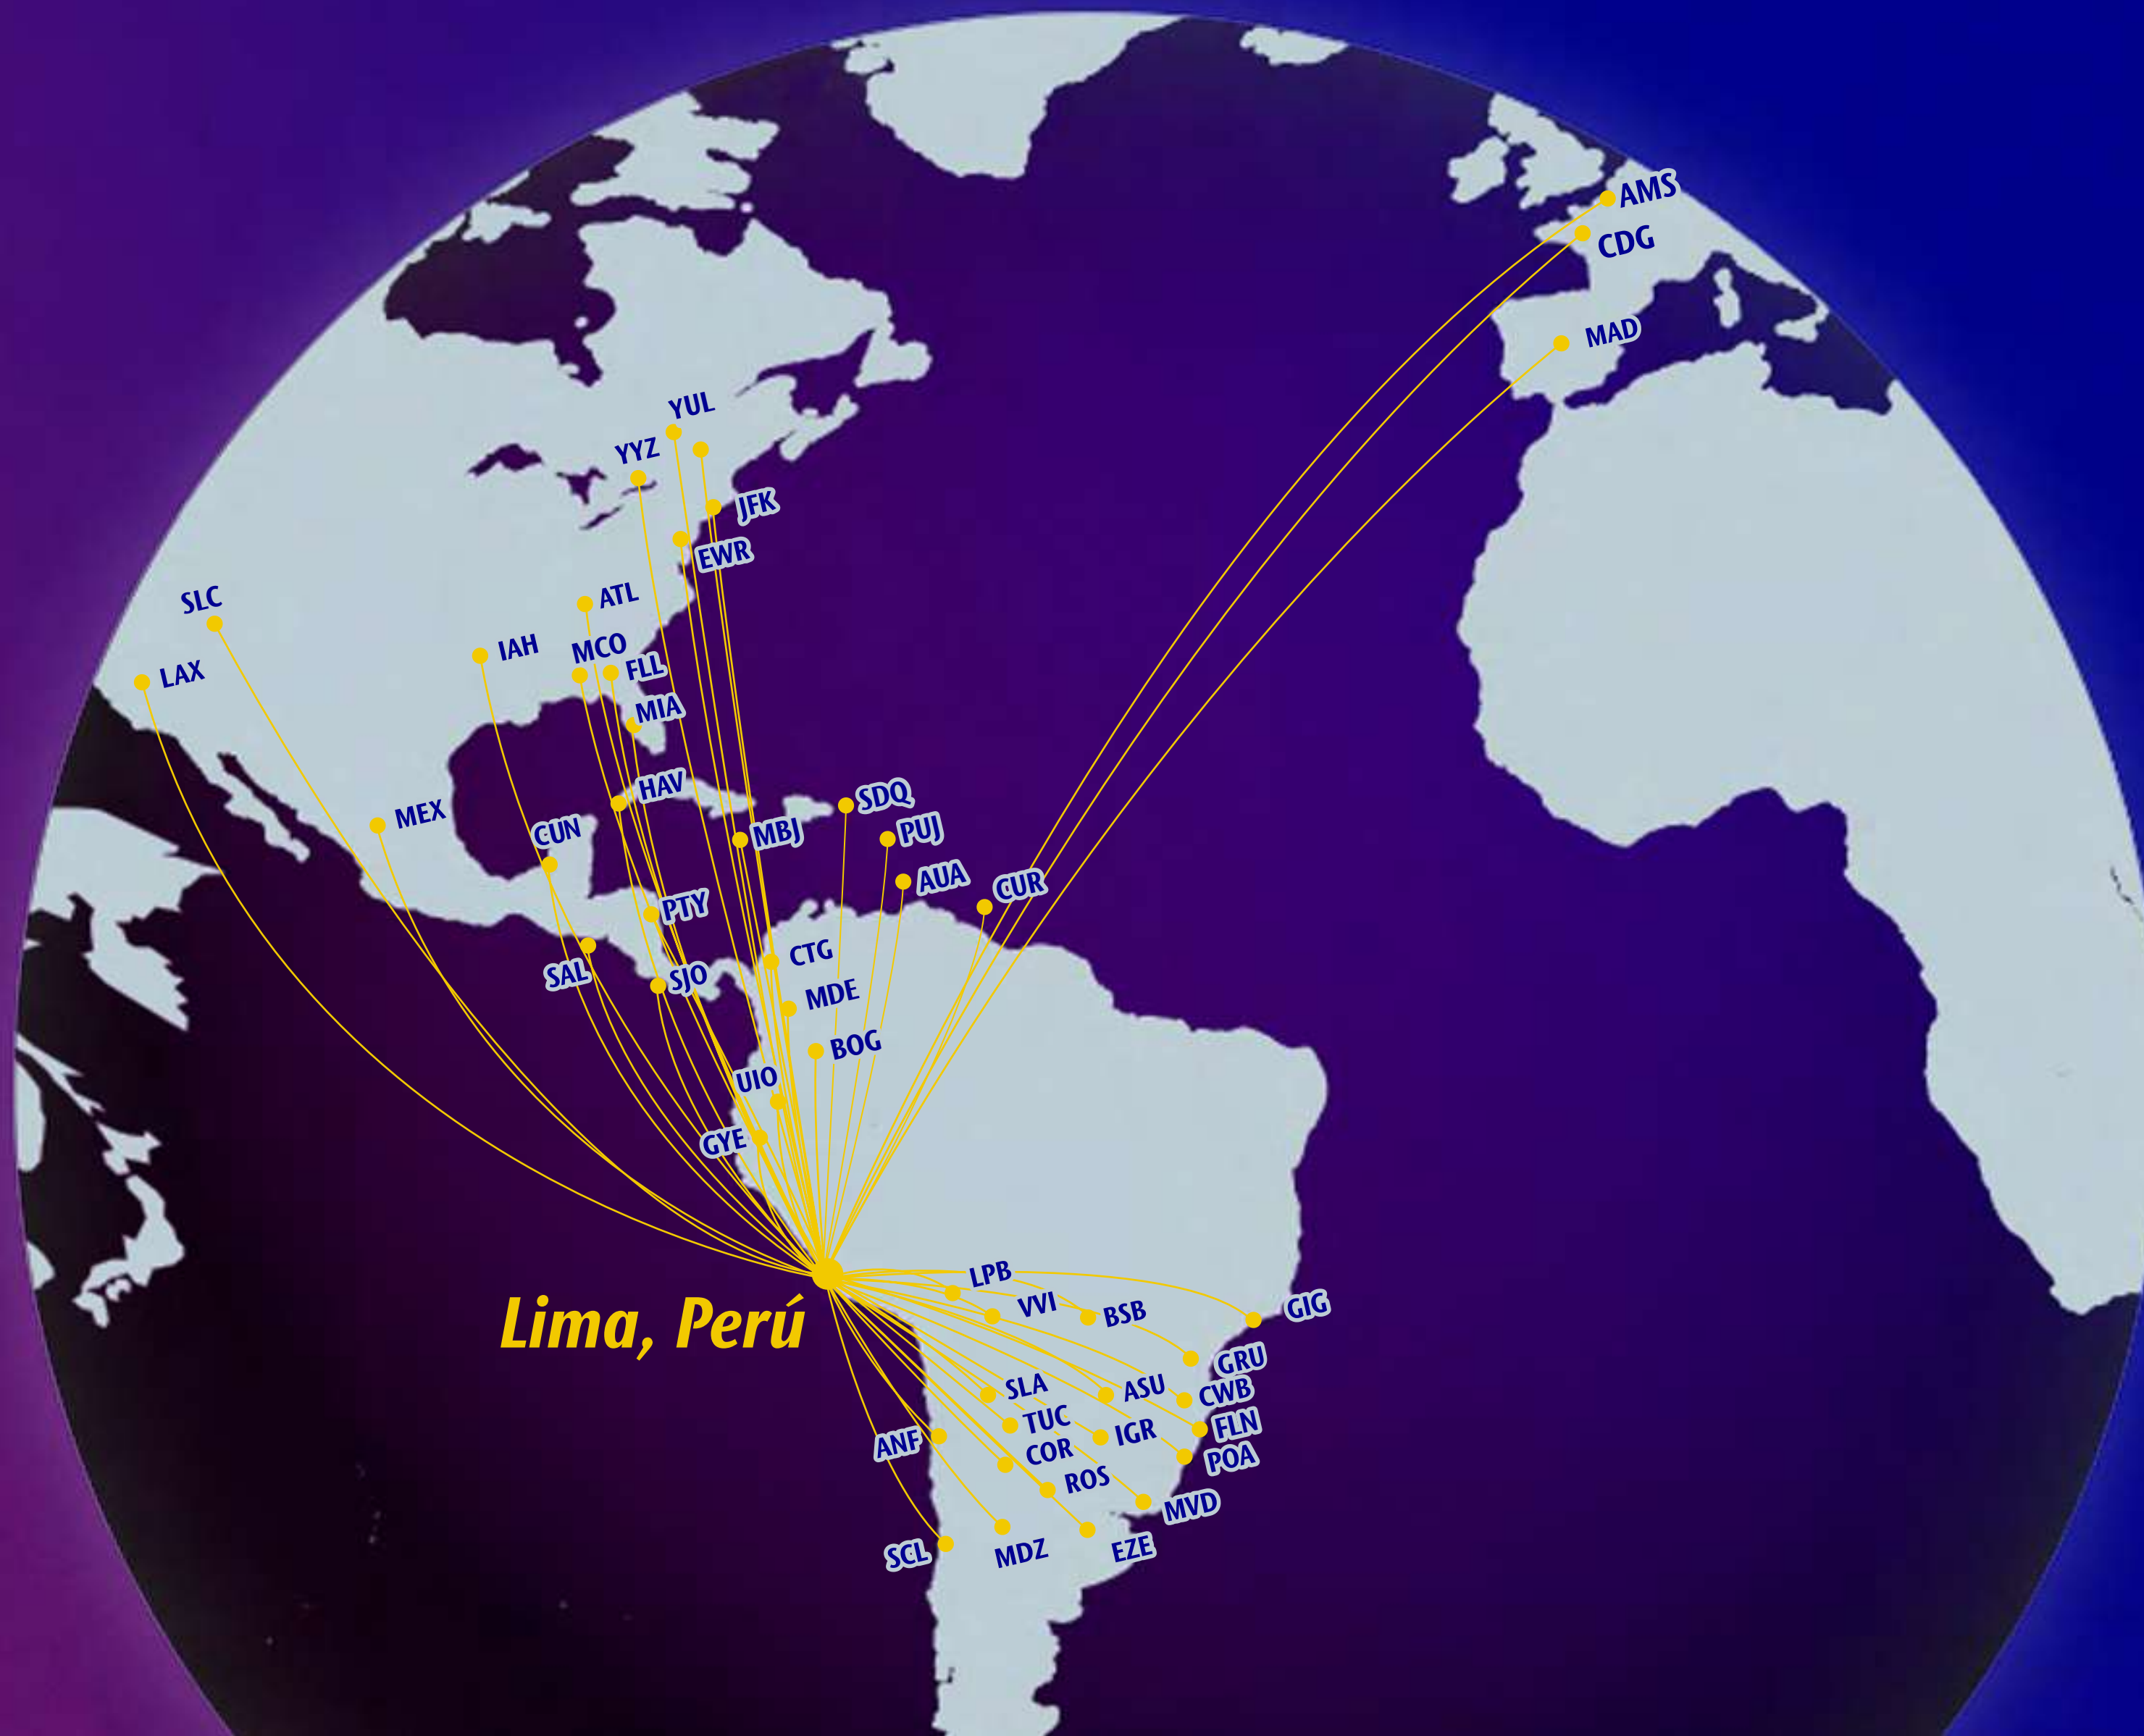 AMS
CDG
MAD
YUL
YYZ
JFK
EWR
ATL
SLC
IAH
MCO
FLL
LAX
MIA
HAV
SDQ
MEX
CUN
MBJ
PUJ
AUA
CUR
PTY
CTG
SAL
SJO
MDE
BOG
UIO
GYE
LPB
VVI
BSB
GIG
Lima, Perú
GRU
SLA
ASU
CWB
TUC
IGR
FLN
ANF
COR
POA
ROS
MVD
SCL
MDZ
EZE